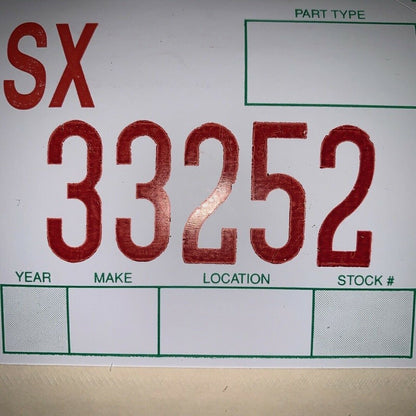 PART TYPE
SX
33252
YEAR MAKE LOCATION STOCK #